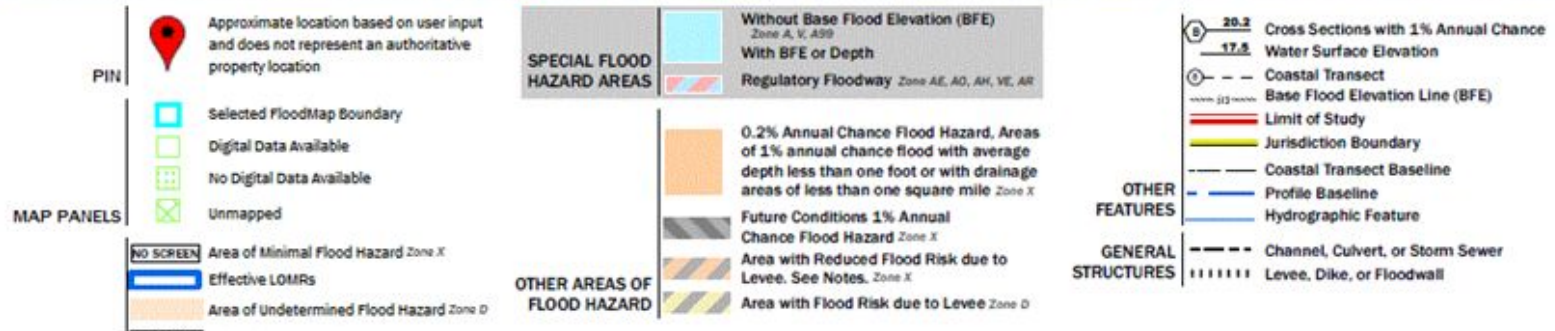 PIN
Approximate location based on user input
and does not represent an authoritative
property location
MAP PANELS
Selected FloodMap Boundary
Digital Data Available
No Digital Data Available
Unmapped
NO SCREEN Area of Minimal Flood Hazard Zone X
Effective LOMRs
Area of Undetermined Flood Hazard Zone D
SPECIAL FLOOD
HAZARD AREAS
Without Base Flood Elevation (BFE)
Zone A, V, A99
With BFE or Depth
Regulatory Floodway Zone AE, AO, AH, VE, AR
OTHER AREAS OF
FLOOD HAZARD
0.2% Annual Chance Flood Hazard, Areas
of 1% annual chance flood with average
depth less than one foot or with drainage
areas of less than one square mile Zone X
Future Conditions 1% Annual
Chance Flood Hazard Zone X
Area with Reduced Flood Risk due to
Levee. See Notes. Zone X
Area with Flood Risk due to Levee Zone D
OTHER
FEATURES
B 20.2 Cross Sections with 1% Annual Chance
17.5 Water Surface Elevation
Coastal Transect
Base Flood Elevation Line (BFE)
Limit of Study
Jurisdiction Boundary
Coastal Transect Baseline
Profile Baseline
Hydrographic Feature
GENERAL
STRUCTURES
Channel, Culvert, or Storm Sewer
Levee, Dike, or Floodwall